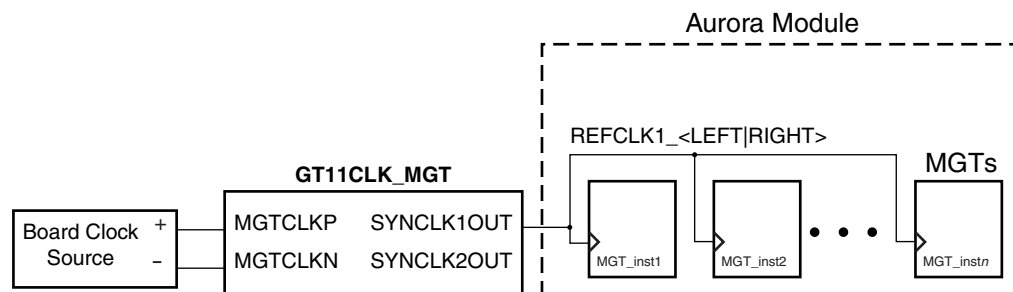 Aurora Module
REFCLK1_<LEFT|RIGHT>
MGTs
GT11CLK_MGT
Board Clock
Source
+
−
MGTCLKP
SYNCLK1OUT
MGTCLKN
SYNCLK2OUT
MGT_inst1
MGT_inst2
MGT_instn